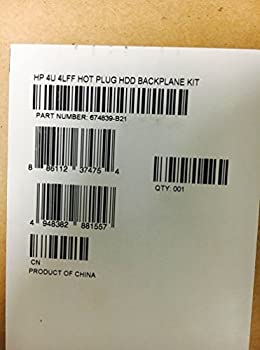 HP 4U 4LFF HOT PLUG HDD BACKPLANE KIT
PART NUMBER: 674839-B21
8 86112 37475 4
QTY: 001
4 948382 881557
CN
PRODUCT OF CHINA